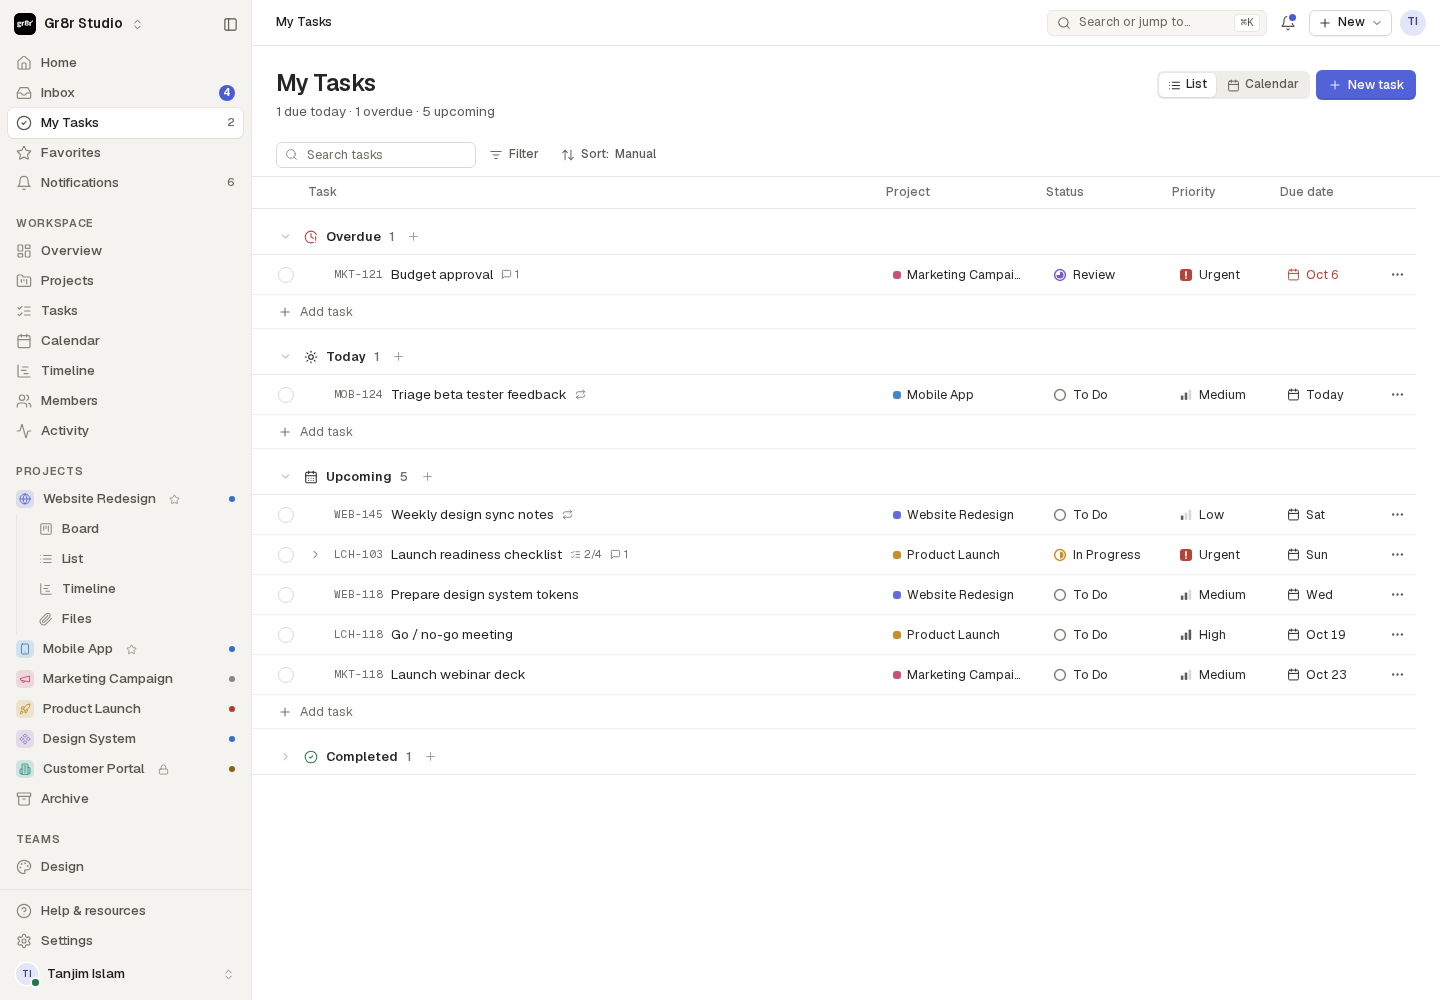 gr8r
Gr8r Studio
Home
Inbox 4
My Tasks 2
Favorites
Notifications 6
WORKSPACE
Overview
Projects
Tasks
Calendar
Timeline
Members
Activity
PROJECTS
Website Redesign
Board
List
Timeline
Files
Mobile App
Marketing Campaign
Product Launch
Design System
Customer Portal
Archive
TEAMS
Design
Help & resources
Settings
TI Tanjim Islam
My Tasks
Search or jump to... ⌘K
New
TI
My Tasks
1 due today · 1 overdue · 5 upcoming
List Calendar New task
Search tasks Filter Sort: Manual
Task Project Status Priority Due date
Overdue 1
MKT-121 Budget approval 1 Marketing Campai... Review Urgent Oct 6
Add task
Today 1
MOB-124 Triage beta tester feedback Mobile App To Do Medium Today
Add task
Upcoming 5
WEB-145 Weekly design sync notes Website Redesign To Do Low Sat
LCH-103 Launch readiness checklist 2/4 1 Product Launch In Progress Urgent Sun
WEB-118 Prepare design system tokens Website Redesign To Do Medium Wed
LCH-118 Go / no-go meeting Product Launch To Do High Oct 19
MKT-118 Launch webinar deck Marketing Campai... To Do Medium Oct 23
Add task
Completed 1